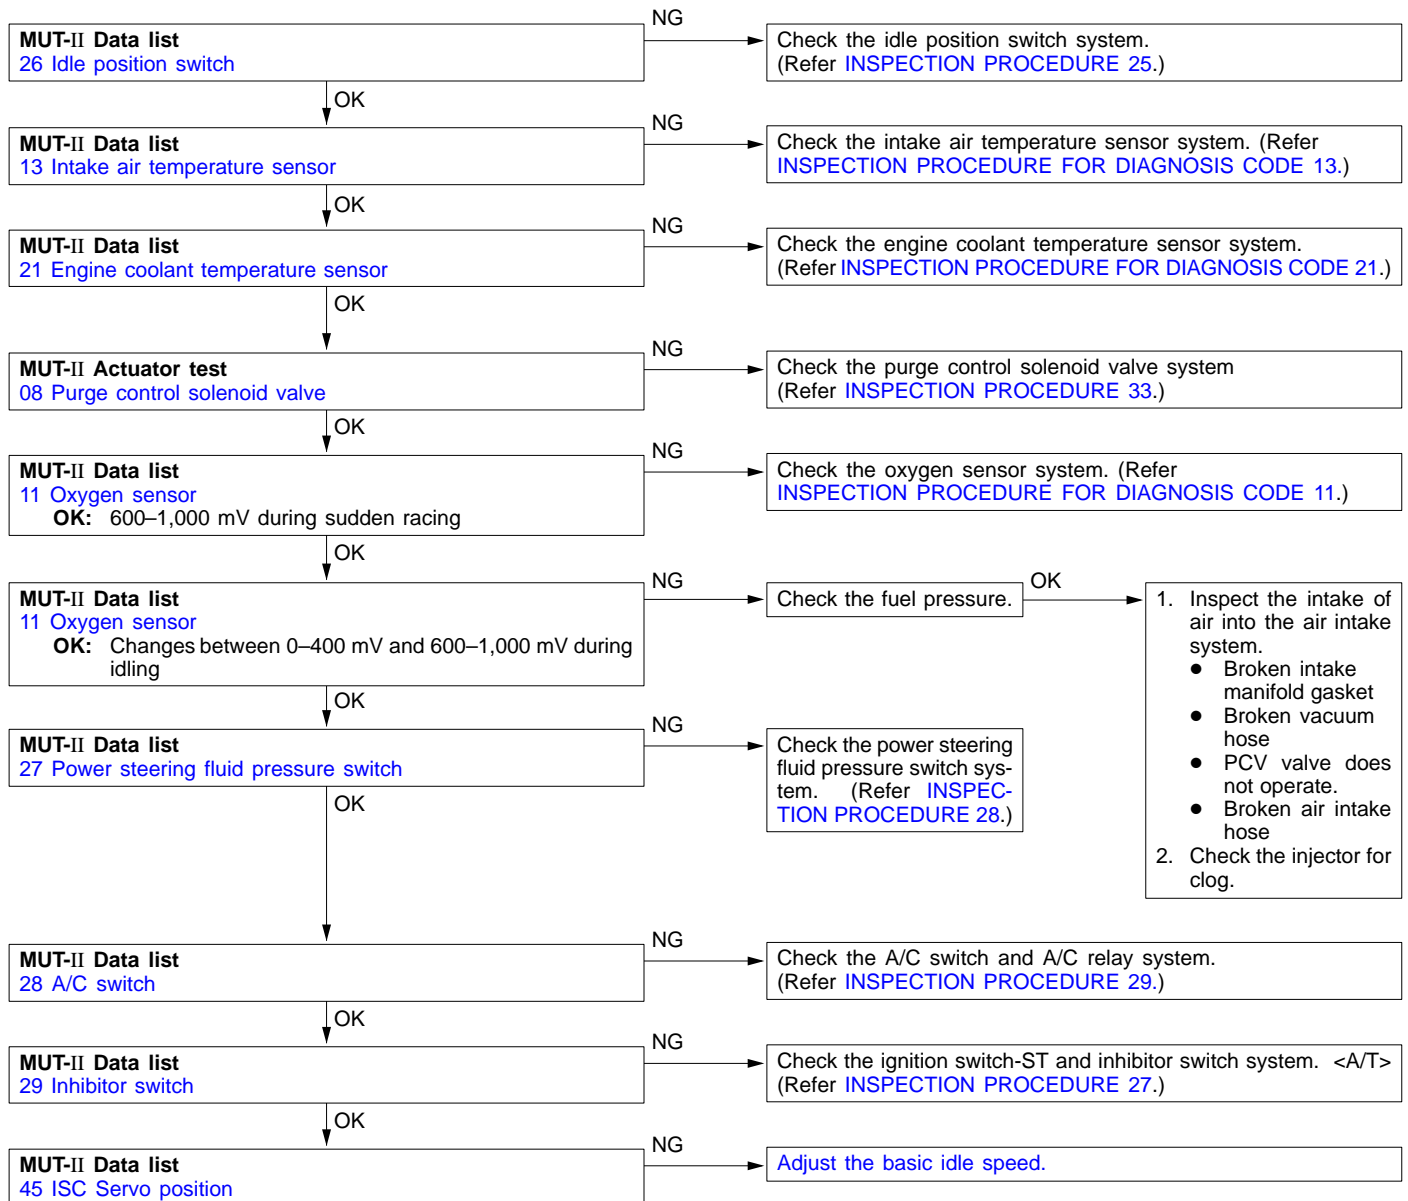 NG
MUT-II Data list
26 Idle position switch
Check the idle position switch system.
(Refer INSPECTION PROCEDURE 25.)
OK
NG
MUT-II Data list
13 Intake air temperature sensor
Check the intake air temperature sensor system. (Refer
INSPECTION PROCEDURE FOR DIAGNOSIS CODE 13.)
OK
NG
MUT-II Data list
21 Engine coolant temperature sensor
Check the engine coolant temperature sensor system.
(Refer INSPECTION PROCEDURE FOR DIAGNOSIS CODE 21.)
OK
NG
MUT-II Actuator test
08 Purge control solenoid valve
Check the purge control solenoid valve system
(Refer INSPECTION PROCEDURE 33.)
OK
NG
MUT-II Data list
11 Oxygen sensor
OK: 600–1,000 mV during sudden racing
Check the oxygen sensor system. (Refer
INSPECTION PROCEDURE FOR DIAGNOSIS CODE 11.)
OK
NG
MUT-II Data list
11 Oxygen sensor
OK: Changes between 0–400 mV and 600–1,000 mV during
idling
Check the fuel pressure.
OK
1. Inspect the intake of
air into the air intake
system.
● Broken intake
manifold gasket
● Broken vacuum
hose
● PCV valve does
not operate.
● Broken air intake
hose
2. Check the injector for
clog.
OK
NG
MUT-II Data list
27 Power steering fluid pressure switch
Check the power steering
fluid pressure switch sys-
tem. (Refer INSPEC-
TION PROCEDURE 28.)
OK
NG
MUT-II Data list
28 A/C switch
Check the A/C switch and A/C relay system.
(Refer INSPECTION PROCEDURE 29.)
OK
NG
MUT-II Data list
29 Inhibitor switch
Check the ignition switch-ST and inhibitor switch system. <A/T>
(Refer INSPECTION PROCEDURE 27.)
OK
NG
MUT-II Data list
45 ISC Servo position
Adjust the basic idle speed.